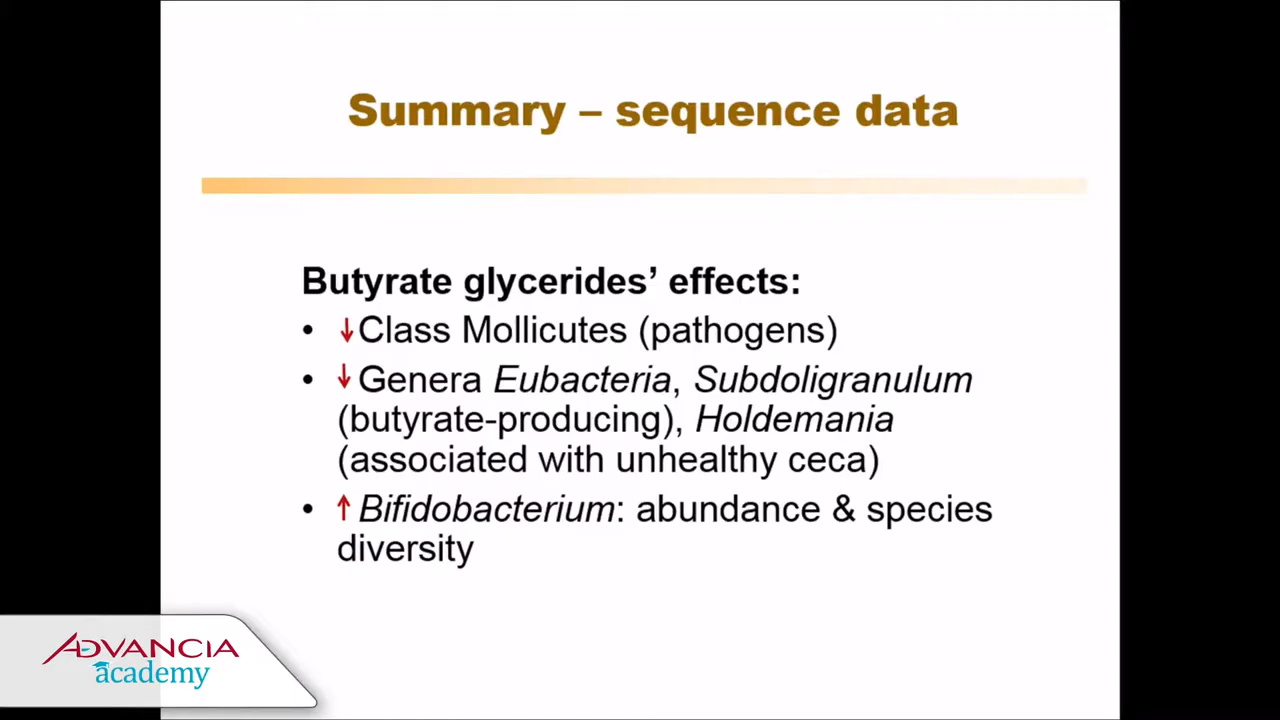 Summary – sequence data
Butyrate glycerides’ effects:
• ↓Class Mollicutes (pathogens)
• ↓Genera Eubacteria, Subdoligranulum
(butyrate-producing), Holdemania
(associated with unhealthy ceca)
• ↑Bifidobacterium: abundance & species
diversity
ADVANCIA
academy